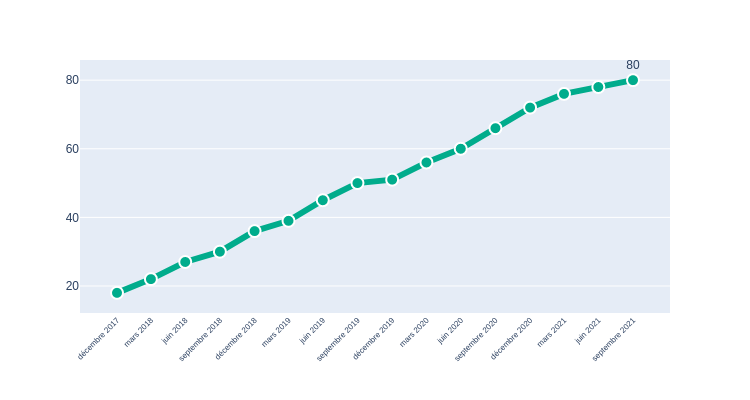 80
80
60
40
20
décembre 2017
mars 2018
juin 2018
septembre 2018
décembre 2018
mars 2019
juin 2019
septembre 2019
décembre 2019
mars 2020
juin 2020
septembre 2020
décembre 2020
mars 2021
juin 2021
septembre 2021